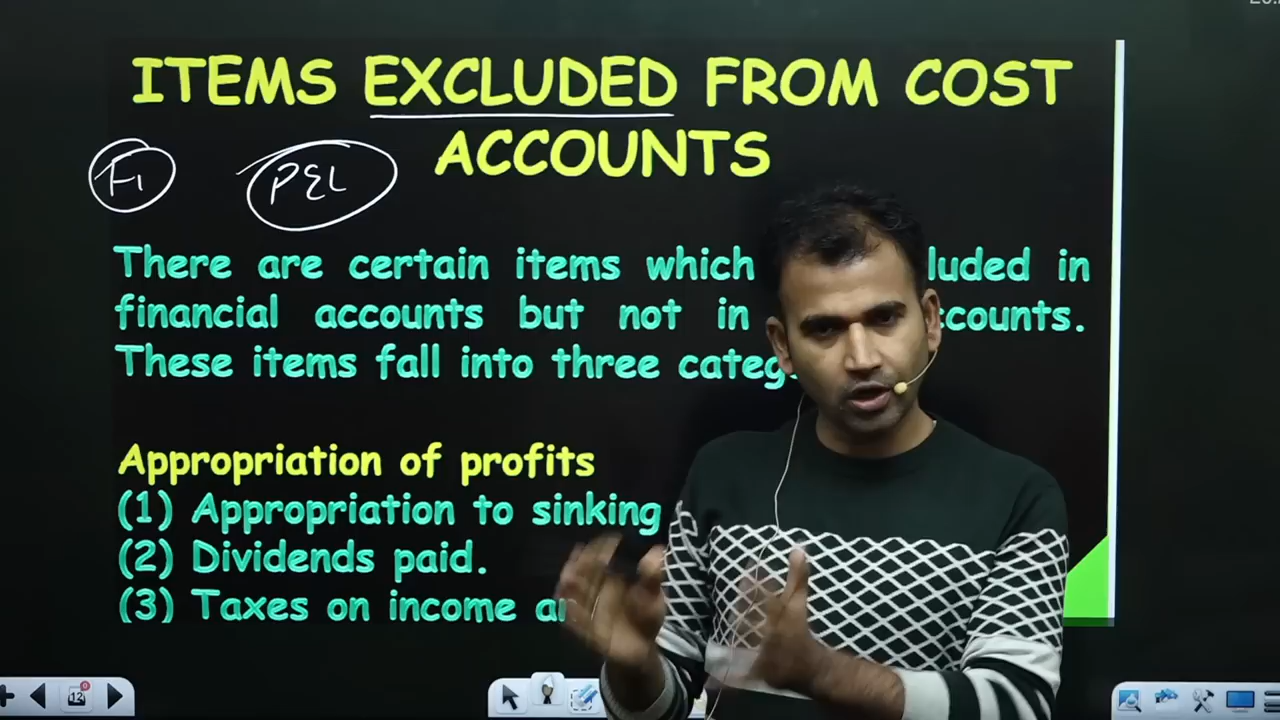 ITEMS EXCLUDED FROM COST
ACCOUNTS
F1 P&L
There are certain items which luded in
financial accounts but not in ccounts.
These items fall into three categ
Appropriation of profits
(1) Appropriation to sinking
(2) Dividends paid.
(3) Taxes on income
12